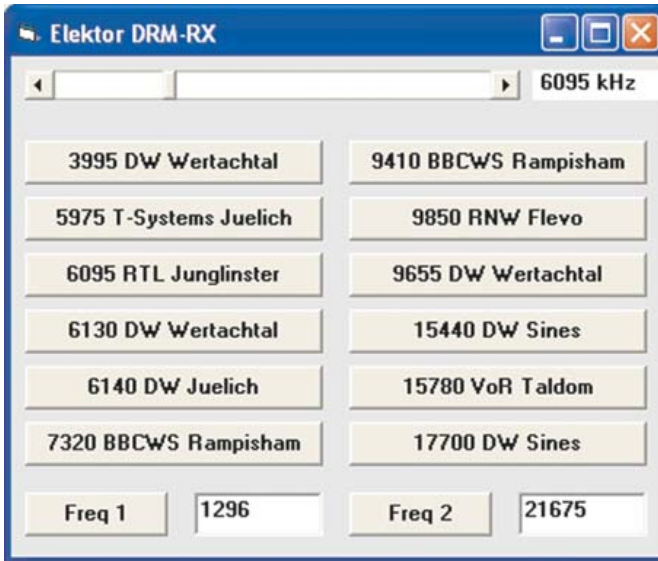 Elektor DRM-RX
6095 kHz
3995 DW Wertachtal
9410 BBCWS Rampisham
5975 T-Systems Juelich
9850 RNW Flevo
6095 RTL Junglinster
9655 DW Wertachtal
6130 DW Wertachtal
15440 DW Sines
6140 DW Juelich
15780 VoR Taldom
7320 BBCWS Rampisham
17700 DW Sines
Freq 1
1296
Freq 2
21675